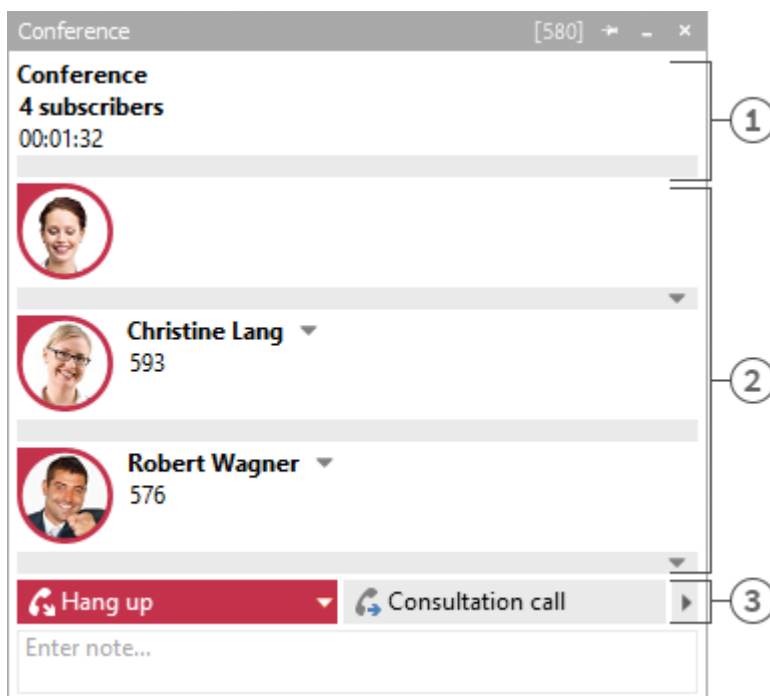 Conference [580]
Conference
4 subscribers
00:01:32
1
Christine Lang
593
2
Robert Wagner
576
Hang up Consultation call
3
Enter note...